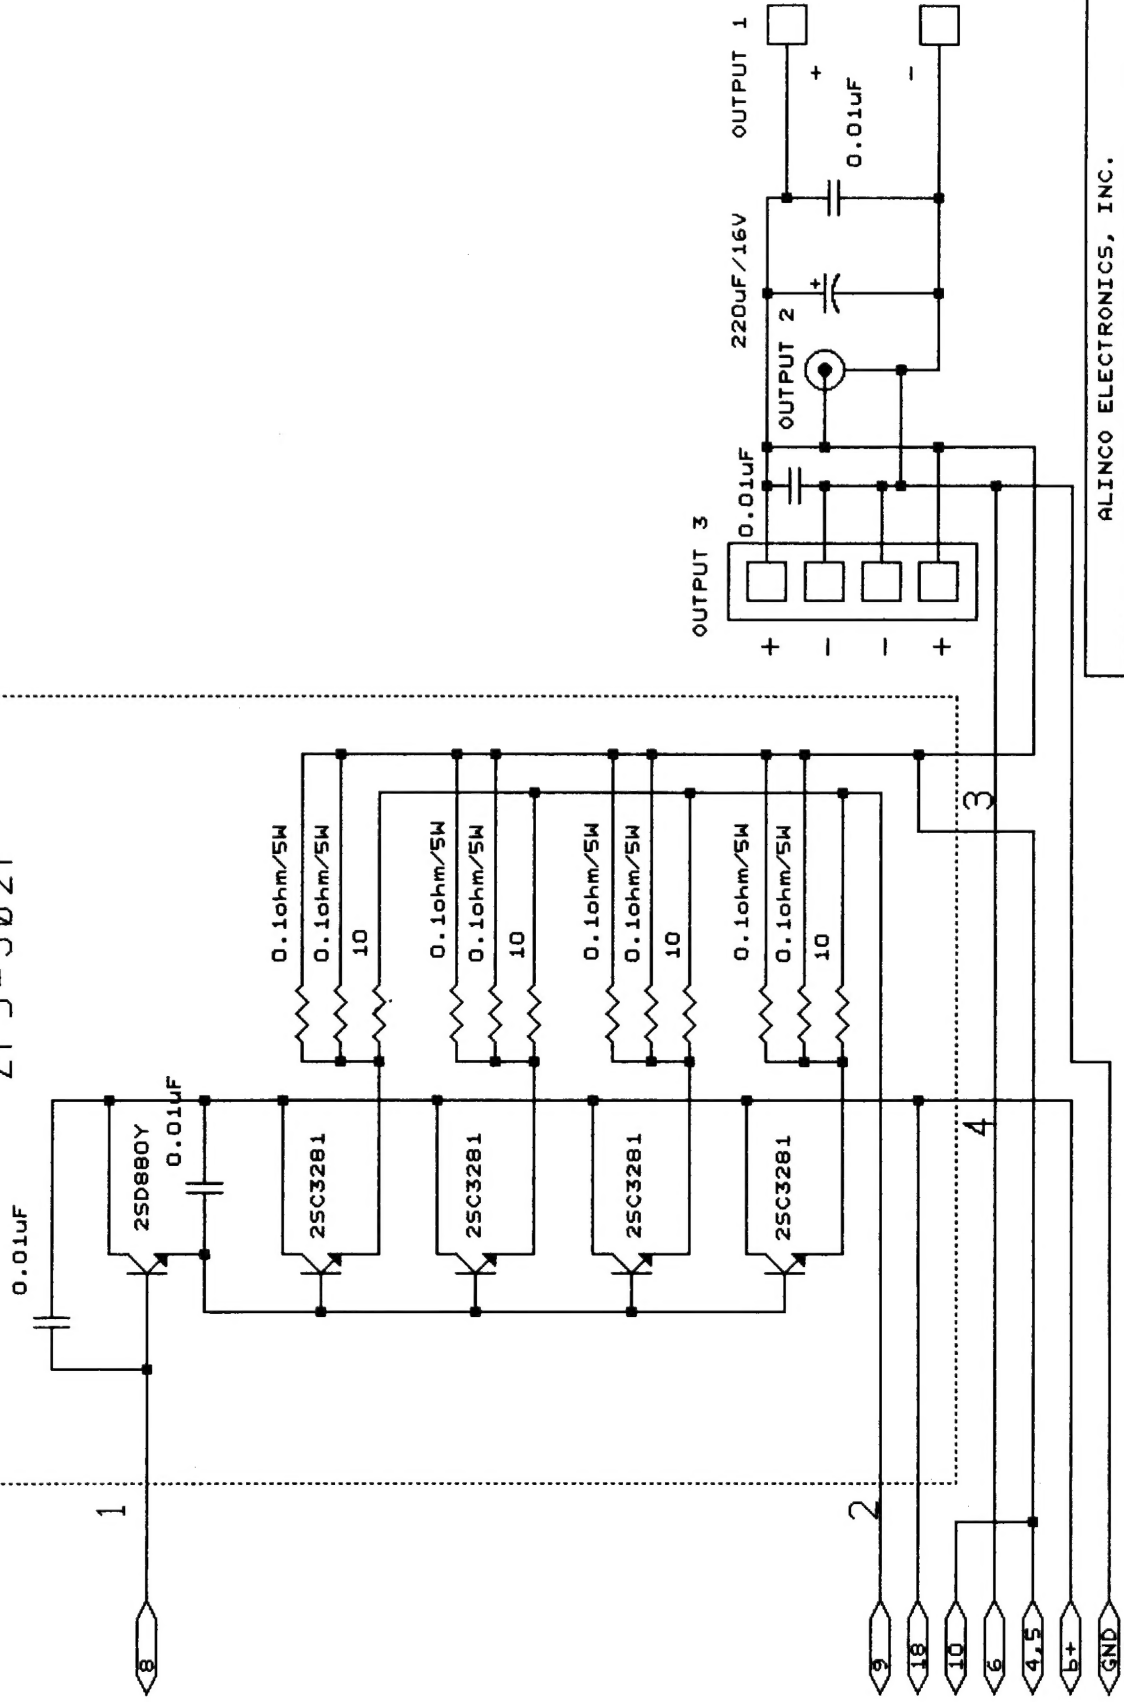 OUTPUT 1
+
-
0.01uF
220uF/16V
+
OUTPUT 2
0.01uF
OUTPUT 3
+
-
-
+
ALINCO ELECTRONICS, INC.
0.01uF
2SD880Y
0.01uF
2SC3281
2SC3281
2SC3281
2SC3281
0.1ohm/5W
0.1ohm/5W
10
0.1ohm/5W
0.1ohm/5W
10
0.1ohm/5W
0.1ohm/5W
10
0.1ohm/5W
0.1ohm/5W
10
3
4
1
2
8
9
18
10
6
4,5
b+
GND